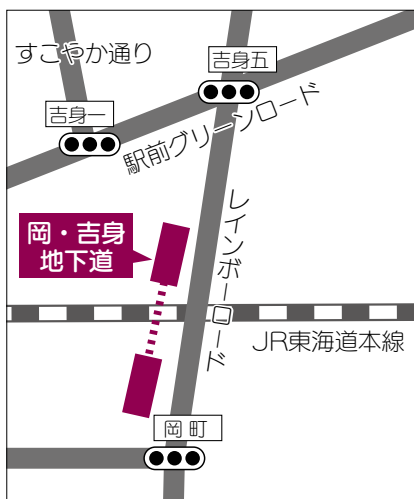 すこやか通り
吉身五
吉身一
駅前グリーンロード
レインボーロード
岡・吉身
地下道
JR東海道本線
岡町